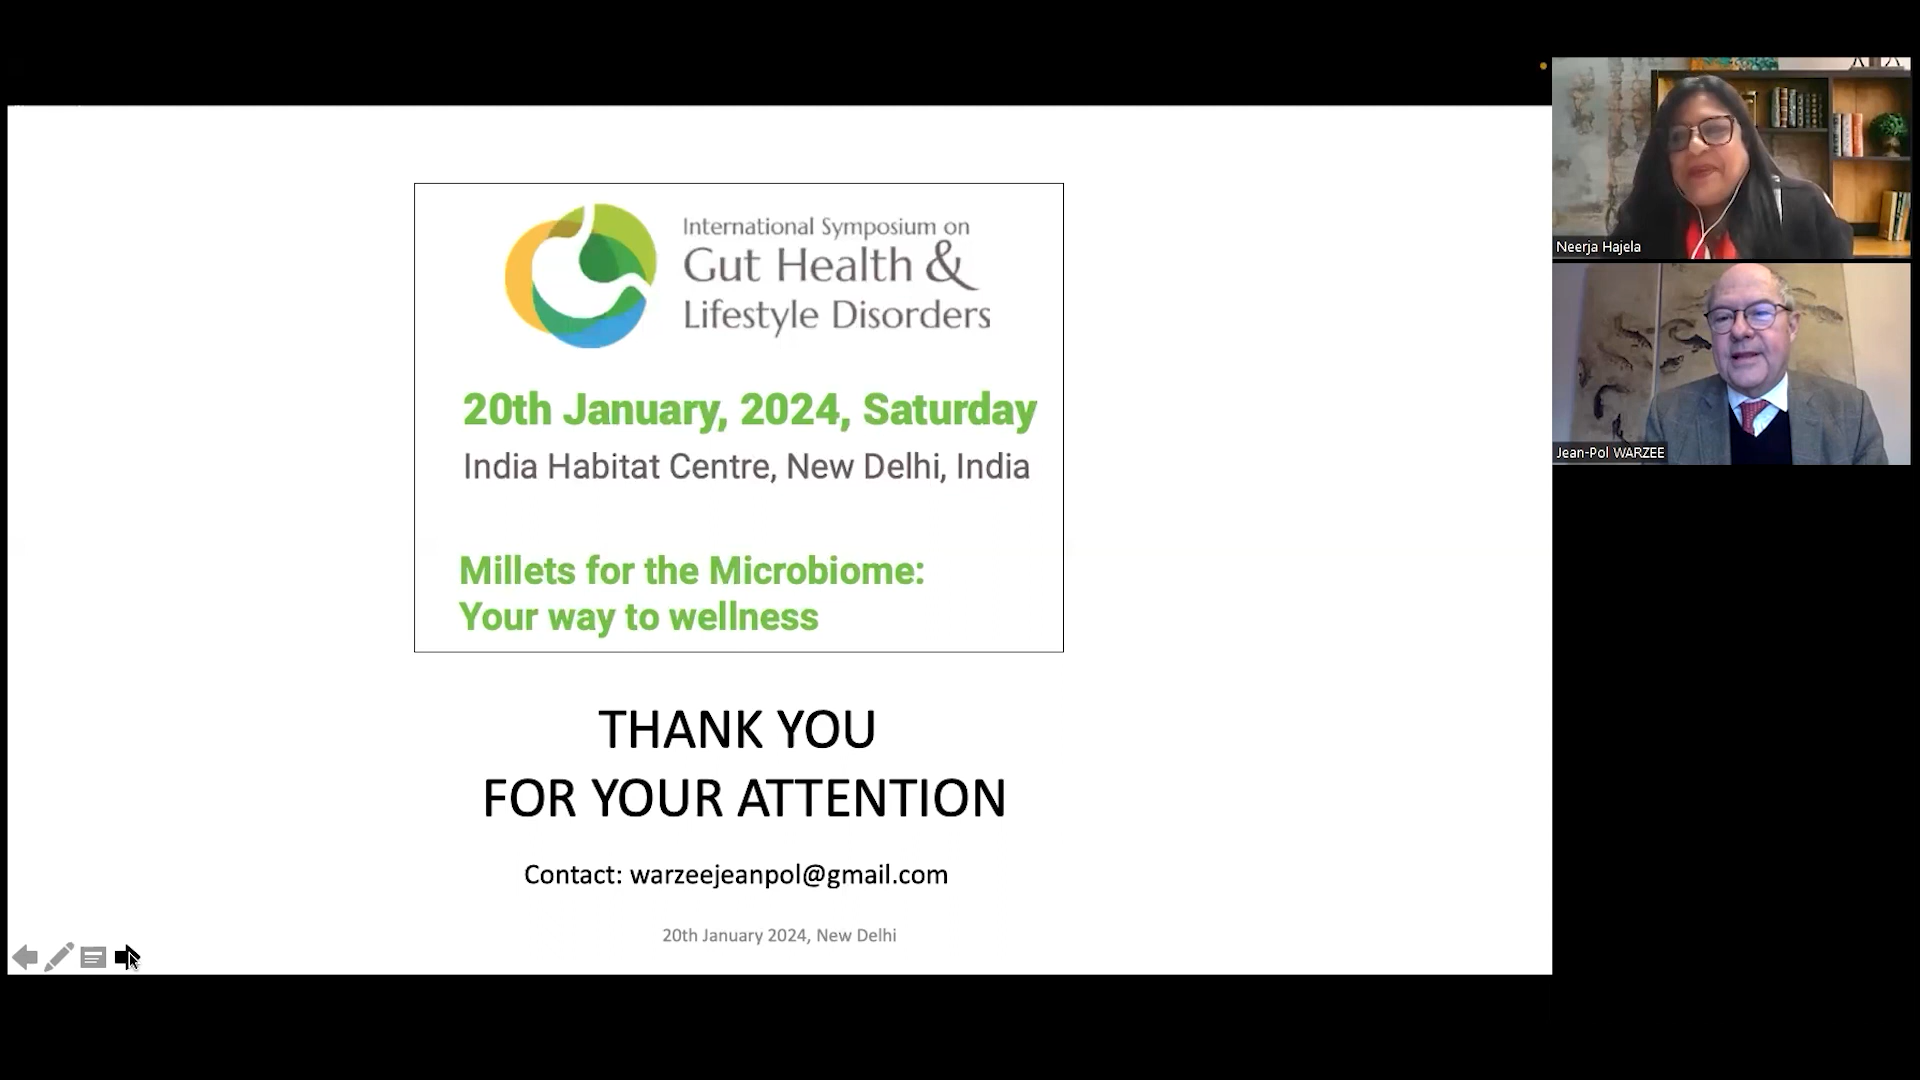 International Symposium on
Gut Health &
Lifestyle Disorders
20th January, 2024, Saturday
India Habitat Centre, New Delhi, India
Millets for the Microbiome:
Your way to wellness
THANK YOU
FOR YOUR ATTENTION
Contact: warzeejeanpol@gmail.com
20th January 2024, New Delhi
Neerja Hajela
Jean-Pol WARZEE